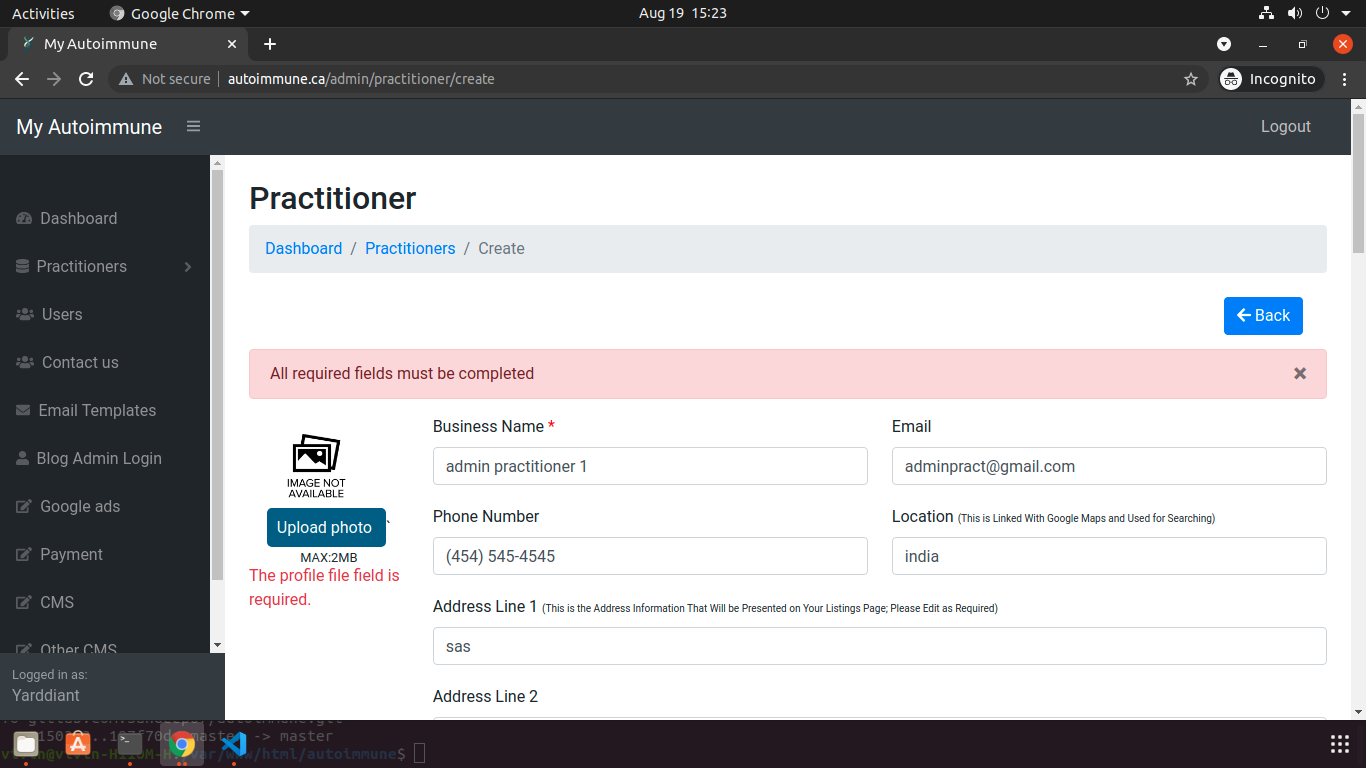 Activities Google Chrome Aug 19 15:23
My Autoimmune
Not secure autoimmune.ca/admin/practitioner/create Incognito
My Autoimmune Logout
Dashboard
Practitioners
Users
Contact us
Email Templates
Blog Admin Login
Google ads
Payment
CMS
Other CMS
Logged in as:
Yarddiant
Practitioner
Dashboard / Practitioners / Create
Back
All required fields must be completed
IMAGE NOT
AVAILABLE
Upload photo `
MAX:2MB
The profile file field is
required.
Business Name * Email
admin practitioner 1 adminpract@gmail.com
Phone Number Location (This is Linked With Google Maps and Used for Searching)
(454) 545-4545 india
Address Line 1 (This is the Address Information That Will be Presented on Your Listings Page; Please Edit as Required)
sas
Address Line 2
master -> master
/var/www/html/autoimmune$